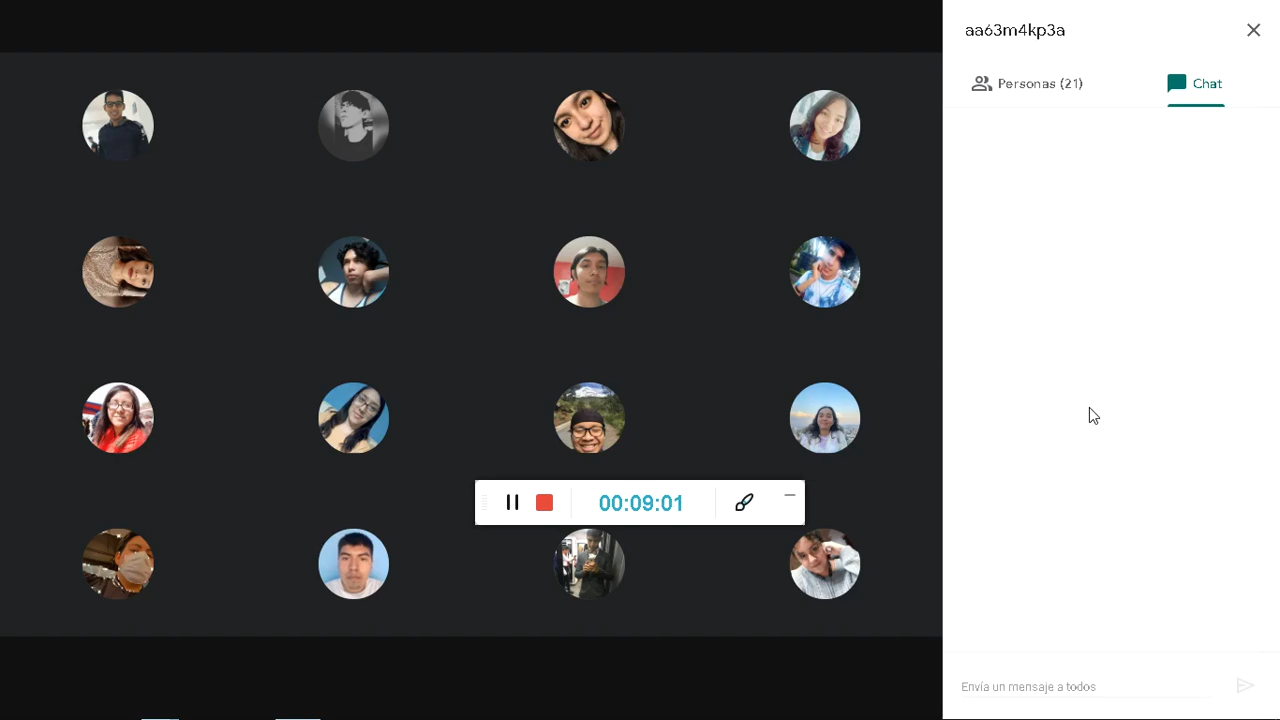 aa63m4kp3a
Personas (21)
Chat
00:09:01
Envía un mensaje a todos